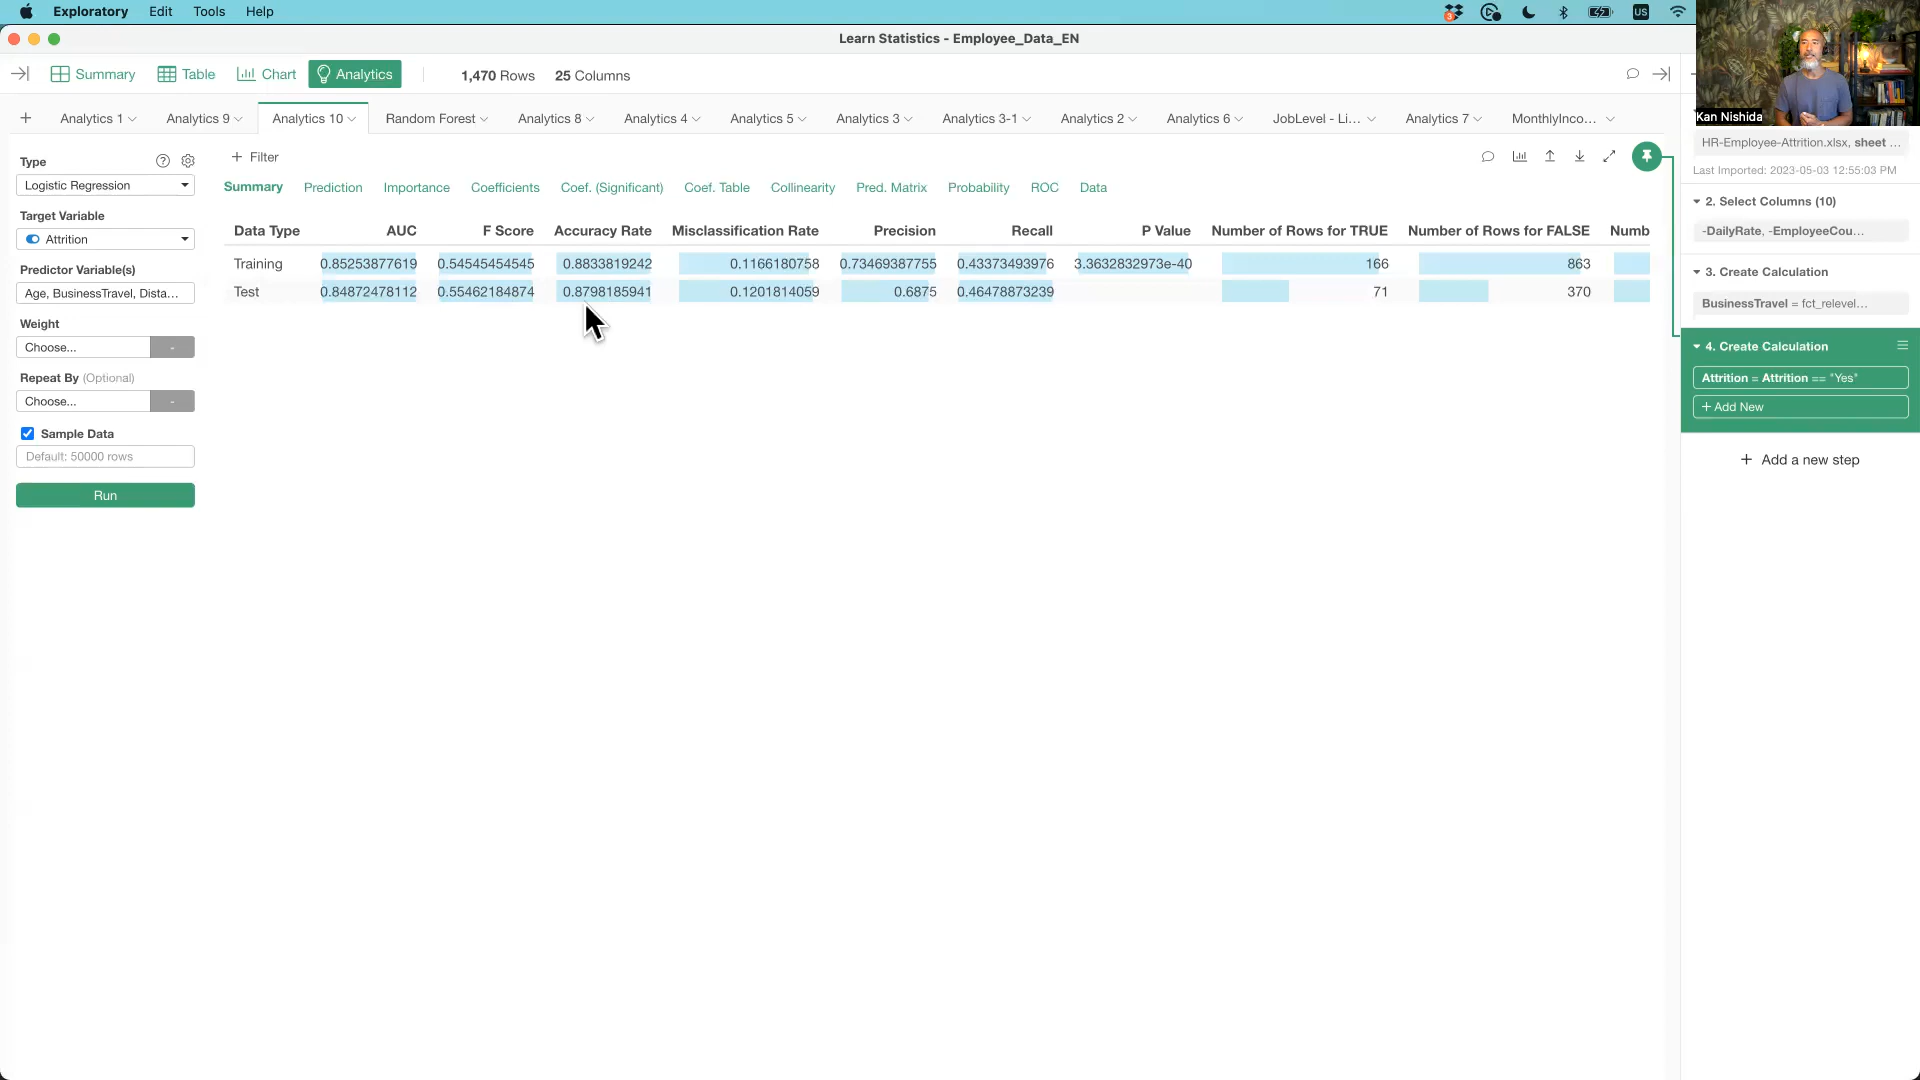 Exploratory Edit Tools Help
3
US
Learn Statistics - Employee_Data_EN
Summary Table Chart Analytics 1,470 Rows 25 Columns
+ Analytics 1 Analytics 9 Analytics 10 Random Forest Analytics 8 Analytics 4 Analytics 5 Analytics 3 Analytics 3-1 Analytics 2 Analytics 6 JobLevel - Li... Analytics 7 MonthlyInco...
Type ?
Logistic Regression
Target Variable
Attrition
Predictor Variable(s)
Age, BusinessTravel, Dista...
Weight
Choose... -
Repeat By (Optional)
Choose... -
Sample Data
Default: 50000 rows
Run
+ Filter
Summary Prediction Importance Coefficients Coef. (Significant) Coef. Table Collinearity Pred. Matrix Probability ROC Data
Data Type AUC F Score Accuracy Rate Misclassification Rate Precision Recall P Value Number of Rows for TRUE Number of Rows for FALSE Numb
Training 0.85253877619 0.54545454545 0.8833819242 0.1166180758 0.73469387755 0.43373493976 3.3632832973e-40 166 863
Test 0.84872478112 0.55462184874 0.8798185941 0.1201814059 0.6875 0.46478873239 71 370
Kan Nishida
HR-Employee-Attrition.xlsx, sheet ...
Last Imported: 2023-05-03 12:55:03 PM
2. Select Columns (10)
-DailyRate, -EmployeeCou...
3. Create Calculation
BusinessTravel = fct_relevel...
4. Create Calculation
Attrition = Attrition == "Yes"
+ Add New
+ Add a new step